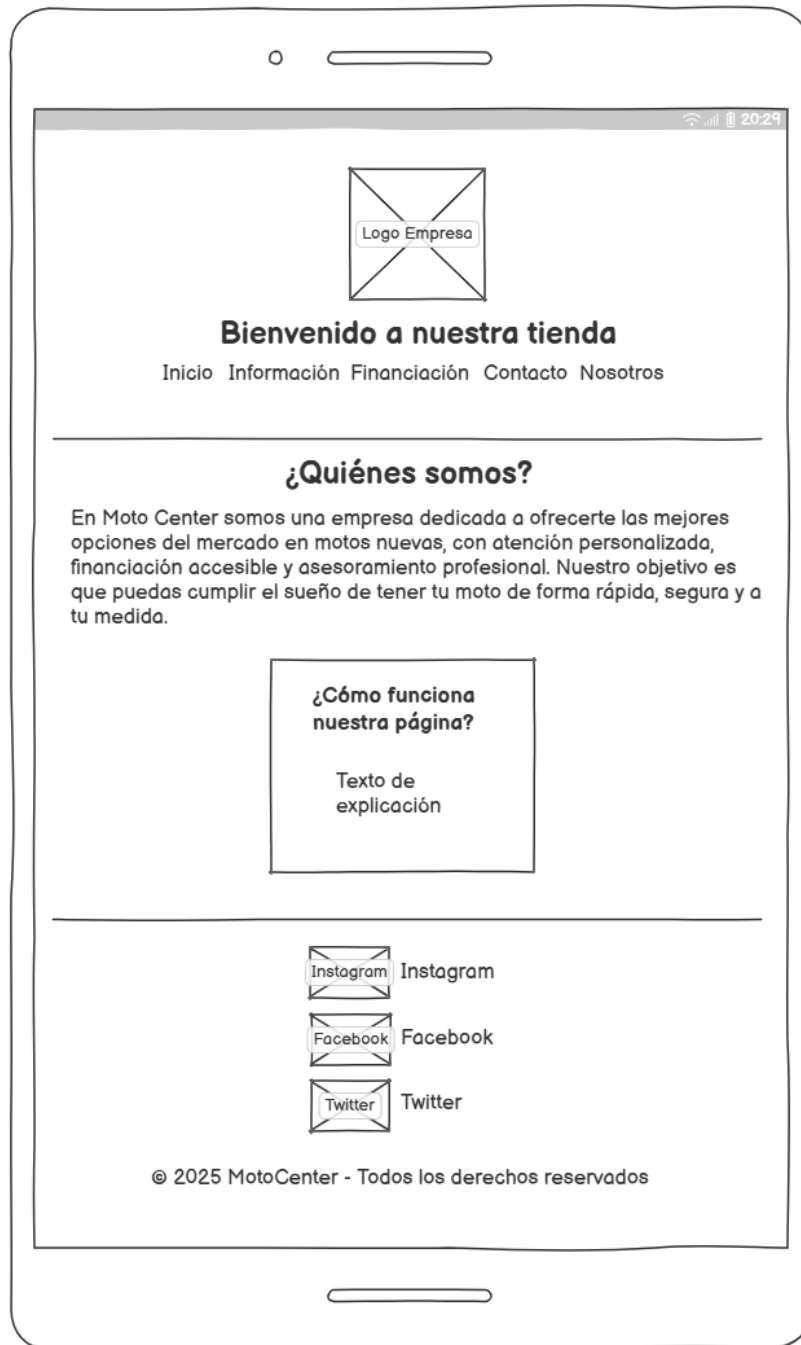 20:29
Logo Empresa
Bienvenido a nuestra tienda
Inicio Información Financiación Contacto Nosotros
¿Quiénes somos?
En Moto Center somos una empresa dedicada a ofrecerte las mejores
opciones del mercado en motos nuevas, con atención personalizada,
financiación accesible y asesoramiento profesional. Nuestro objetivo es
que puedas cumplir el sueño de tener tu moto de forma rápida, segura y a
tu medida.
¿Cómo funciona
nuestra página?
Texto de
explicación
Instagram Instagram
Facebook Facebook
Twitter Twitter
© 2025 MotoCenter - Todos los derechos reservados